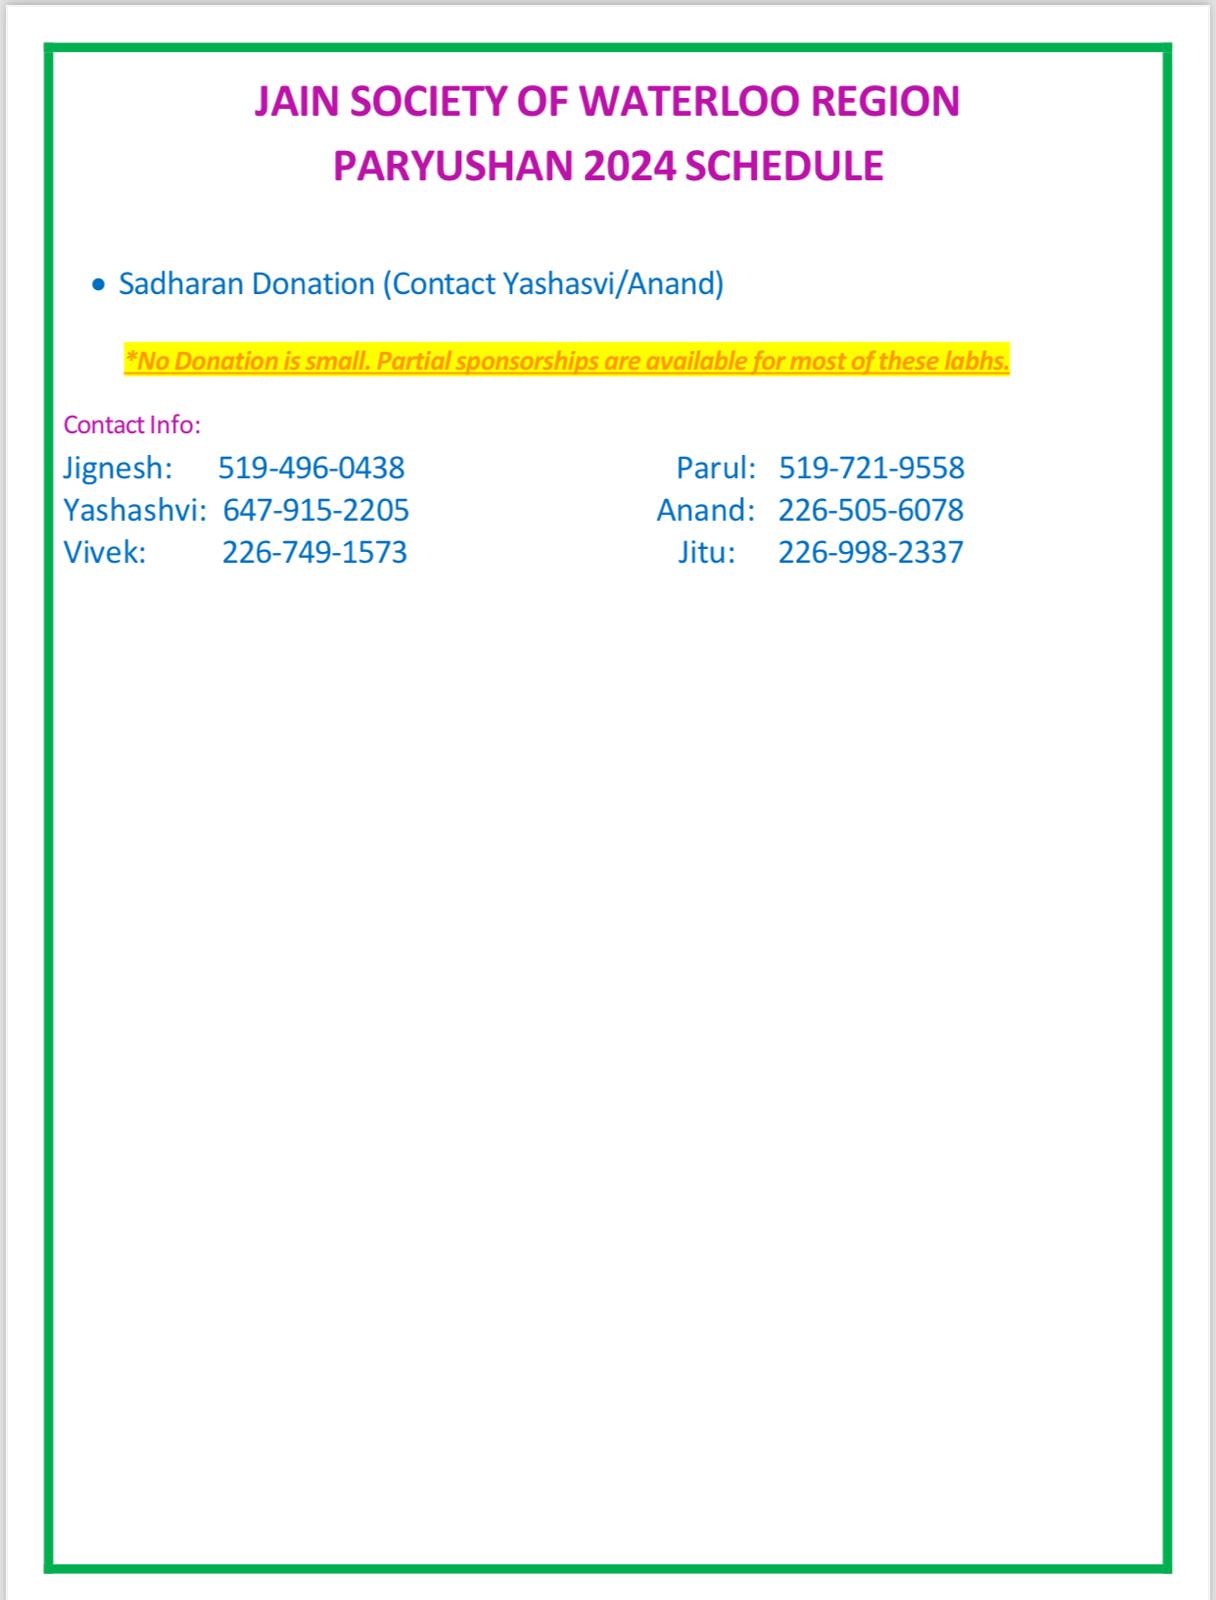 JAIN SOCIETY OF WATERLOO REGION
PARYUSHAN 2024 SCHEDULE
• Sadharan Donation (Contact Yashasvi/Anand)
*No Donation is small. Partial sponsorships are available for most of these labhs.
Contact Info:
Jignesh: 519-496-0438 Parul: 519-721-9558
Yashashvi: 647-915-2205 Anand: 226-505-6078
Vivek: 226-749-1573 Jitu: 226-998-2337